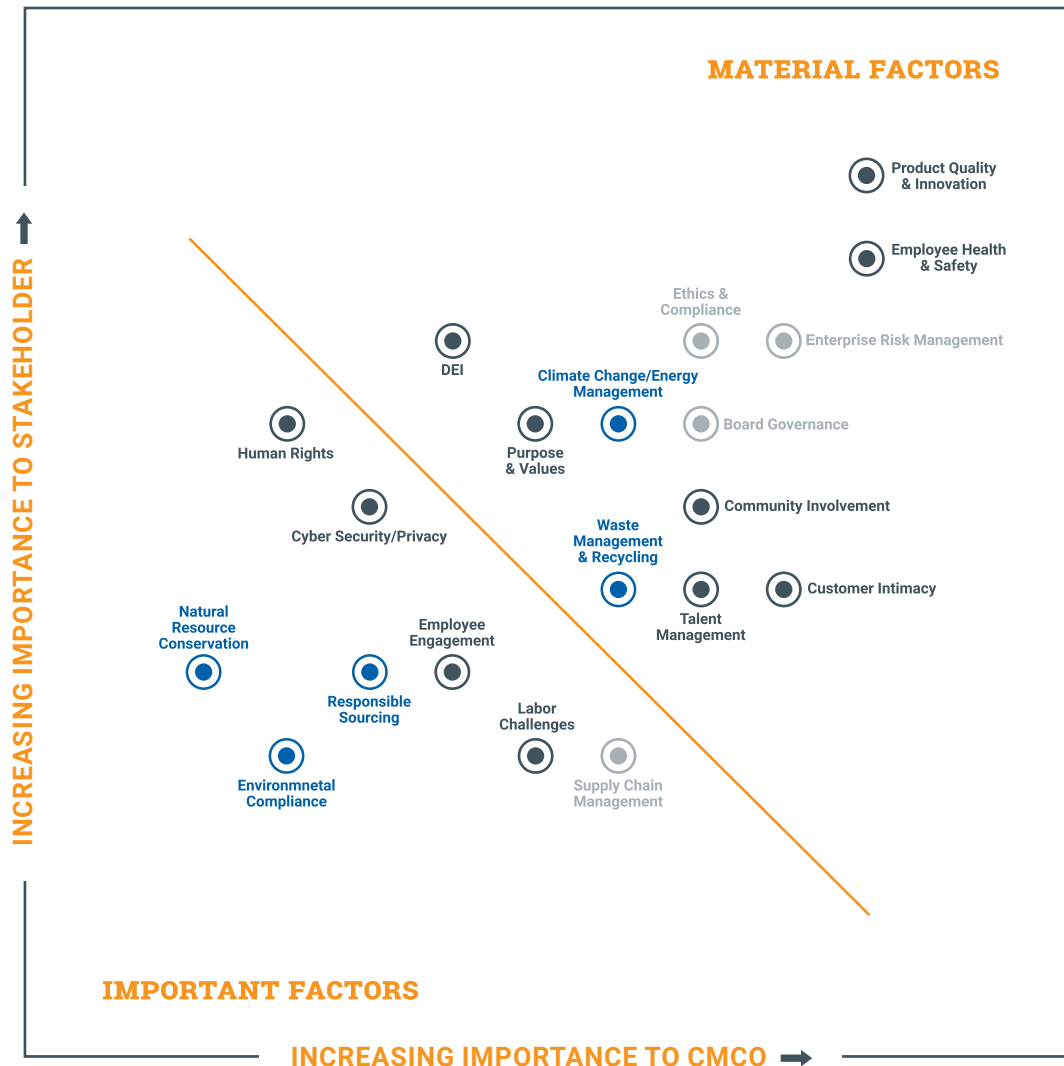 MATERIAL FACTORS
Product Quality
& Innovation
Employee Health
& Safety
Ethics &
Compliance
Enterprise Risk Management
DEI
Climate Change/Energy
Management
Human Rights
Purpose
& Values
Board Governance
Cyber Security/Privacy
Waste
Management
& Recycling
Community Involvement
Talent
Management
Customer Intimacy
Natural
Resource
Conservation
Employee
Engagement
Responsible
Sourcing
Labor
Challenges
Environmnetal
Compliance
Supply Chain
Management
INCREASING IMPORTANCE TO STAKEHOLDER
IMPORTANT FACTORS
INCREASING IMPORTANCE TO CMCO